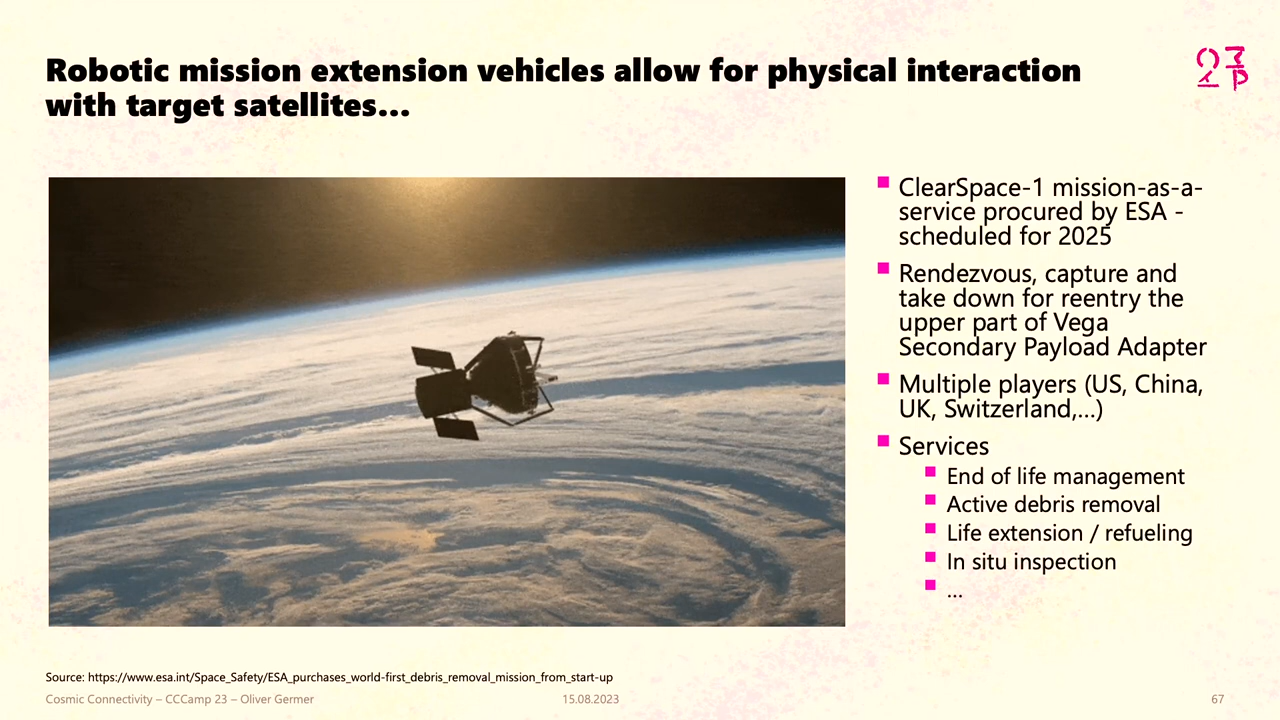 Robotic mission extension vehicles allow for physical interaction
with target satellites...
ClearSpace-1 mission-as-a-
service procured by ESA -
scheduled for 2025
Rendezvous, capture and
take down for reentry the
upper part of Vega
Secondary Payload Adapter
Multiple players (US, China,
UK, Switzerland,...)
Services
End of life management
Active debris removal
Life extension / refueling
In situ inspection
...
Source: https://www.esa.int/Space_Safety/ESA_purchases_world-first_debris_removal_mission_from_start-up
Cosmic Connectivity – CCCamp 23 – Oliver Germer
15.08.2023
67